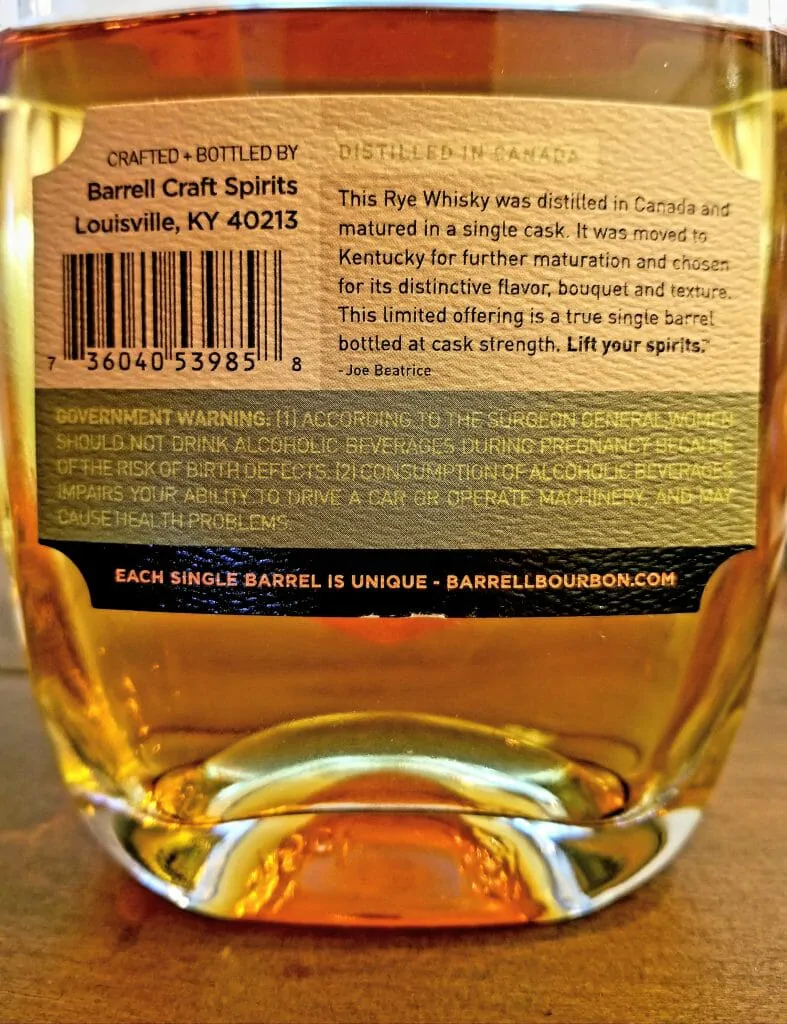 CRAFTED + BOTTLED BY
Barrell Craft Spirits
Louisville, KY 40213
7 36040 53985 8
DISTILLED IN CANADA
This Rye Whisky was distilled in Canada and
matured in a single cask. It was moved to
Kentucky for further maturation and chosen
for its distinctive flavor, bouquet and texture.
This limited offering is a true single barrel
bottled at cask strength. Lift your spirits.™
- Joe Beatrice
GOVERNMENT WARNING: (1) ACCORDING TO THE SURGEON GENERAL, WOMEN
SHOULD NOT DRINK ALCOHOLIC BEVERAGES DURING PREGNANCY BECAUSE
OF THE RISK OF BIRTH DEFECTS. (2) CONSUMPTION OF ALCOHOLIC BEVERAGES
IMPAIRS YOUR ABILITY TO DRIVE A CAR OR OPERATE MACHINERY, AND MAY
CAUSE HEALTH PROBLEMS.
EACH SINGLE BARREL IS UNIQUE - BARRELLBOURBON.COM